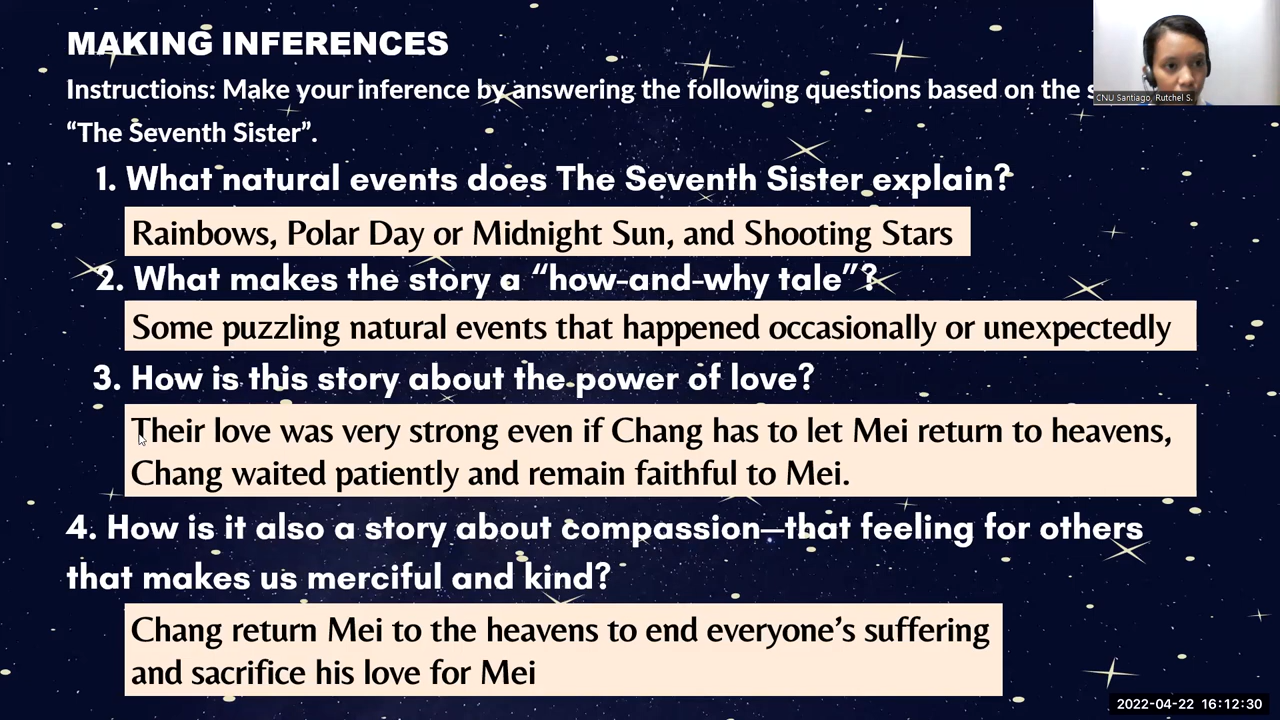 MAKING INFERENCES
Instructions: Make your inference by answering the following questions based on the
“The Seventh Sister”.
CNU Santiago, Rutchel S.
1. What natural events does The Seventh Sister explain?
Rainbows, Polar Day or Midnight Sun, and Shooting Stars
2. What makes the story a “how-and-why tale”?
Some puzzling natural events that happened occasionally or unexpectedly
3. How is this story about the power of love?
Their love was very strong even if Chang has to let Mei return to heavens,
Chang waited patiently and remain faithful to Mei.
4. How is it also a story about compassion—that feeling for others
that makes us merciful and kind?
Chang return Mei to the heavens to end everyone’s suffering
and sacrifice his love for Mei
2022-04-22 16:12:30